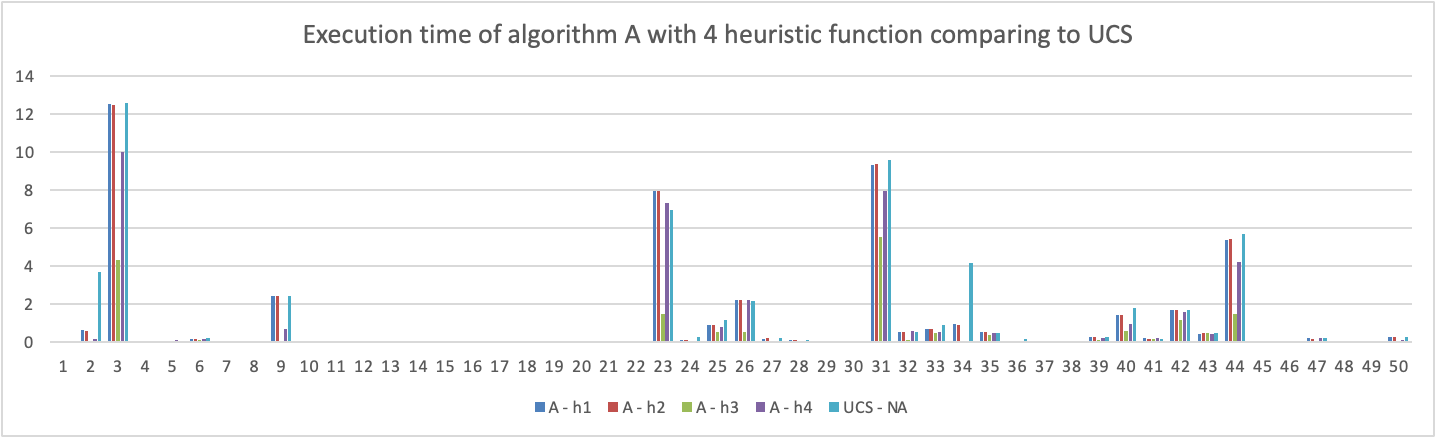 Execution time of algorithm A with 4 heuristic function comparing to UCS
14
12
10
8
6
4
2
0
1 2 3 4 5 6 7 8 9 10 11 12 13 14 15 16 17 18 19 20 21 22 23 24 25 26 27 28 29 30 31 32 33 34 35 36 37 38 39 40 41 42 43 44 45 46 47 48 49 50
A - h1 A - h2 A - h3 A - h4 UCS - NA